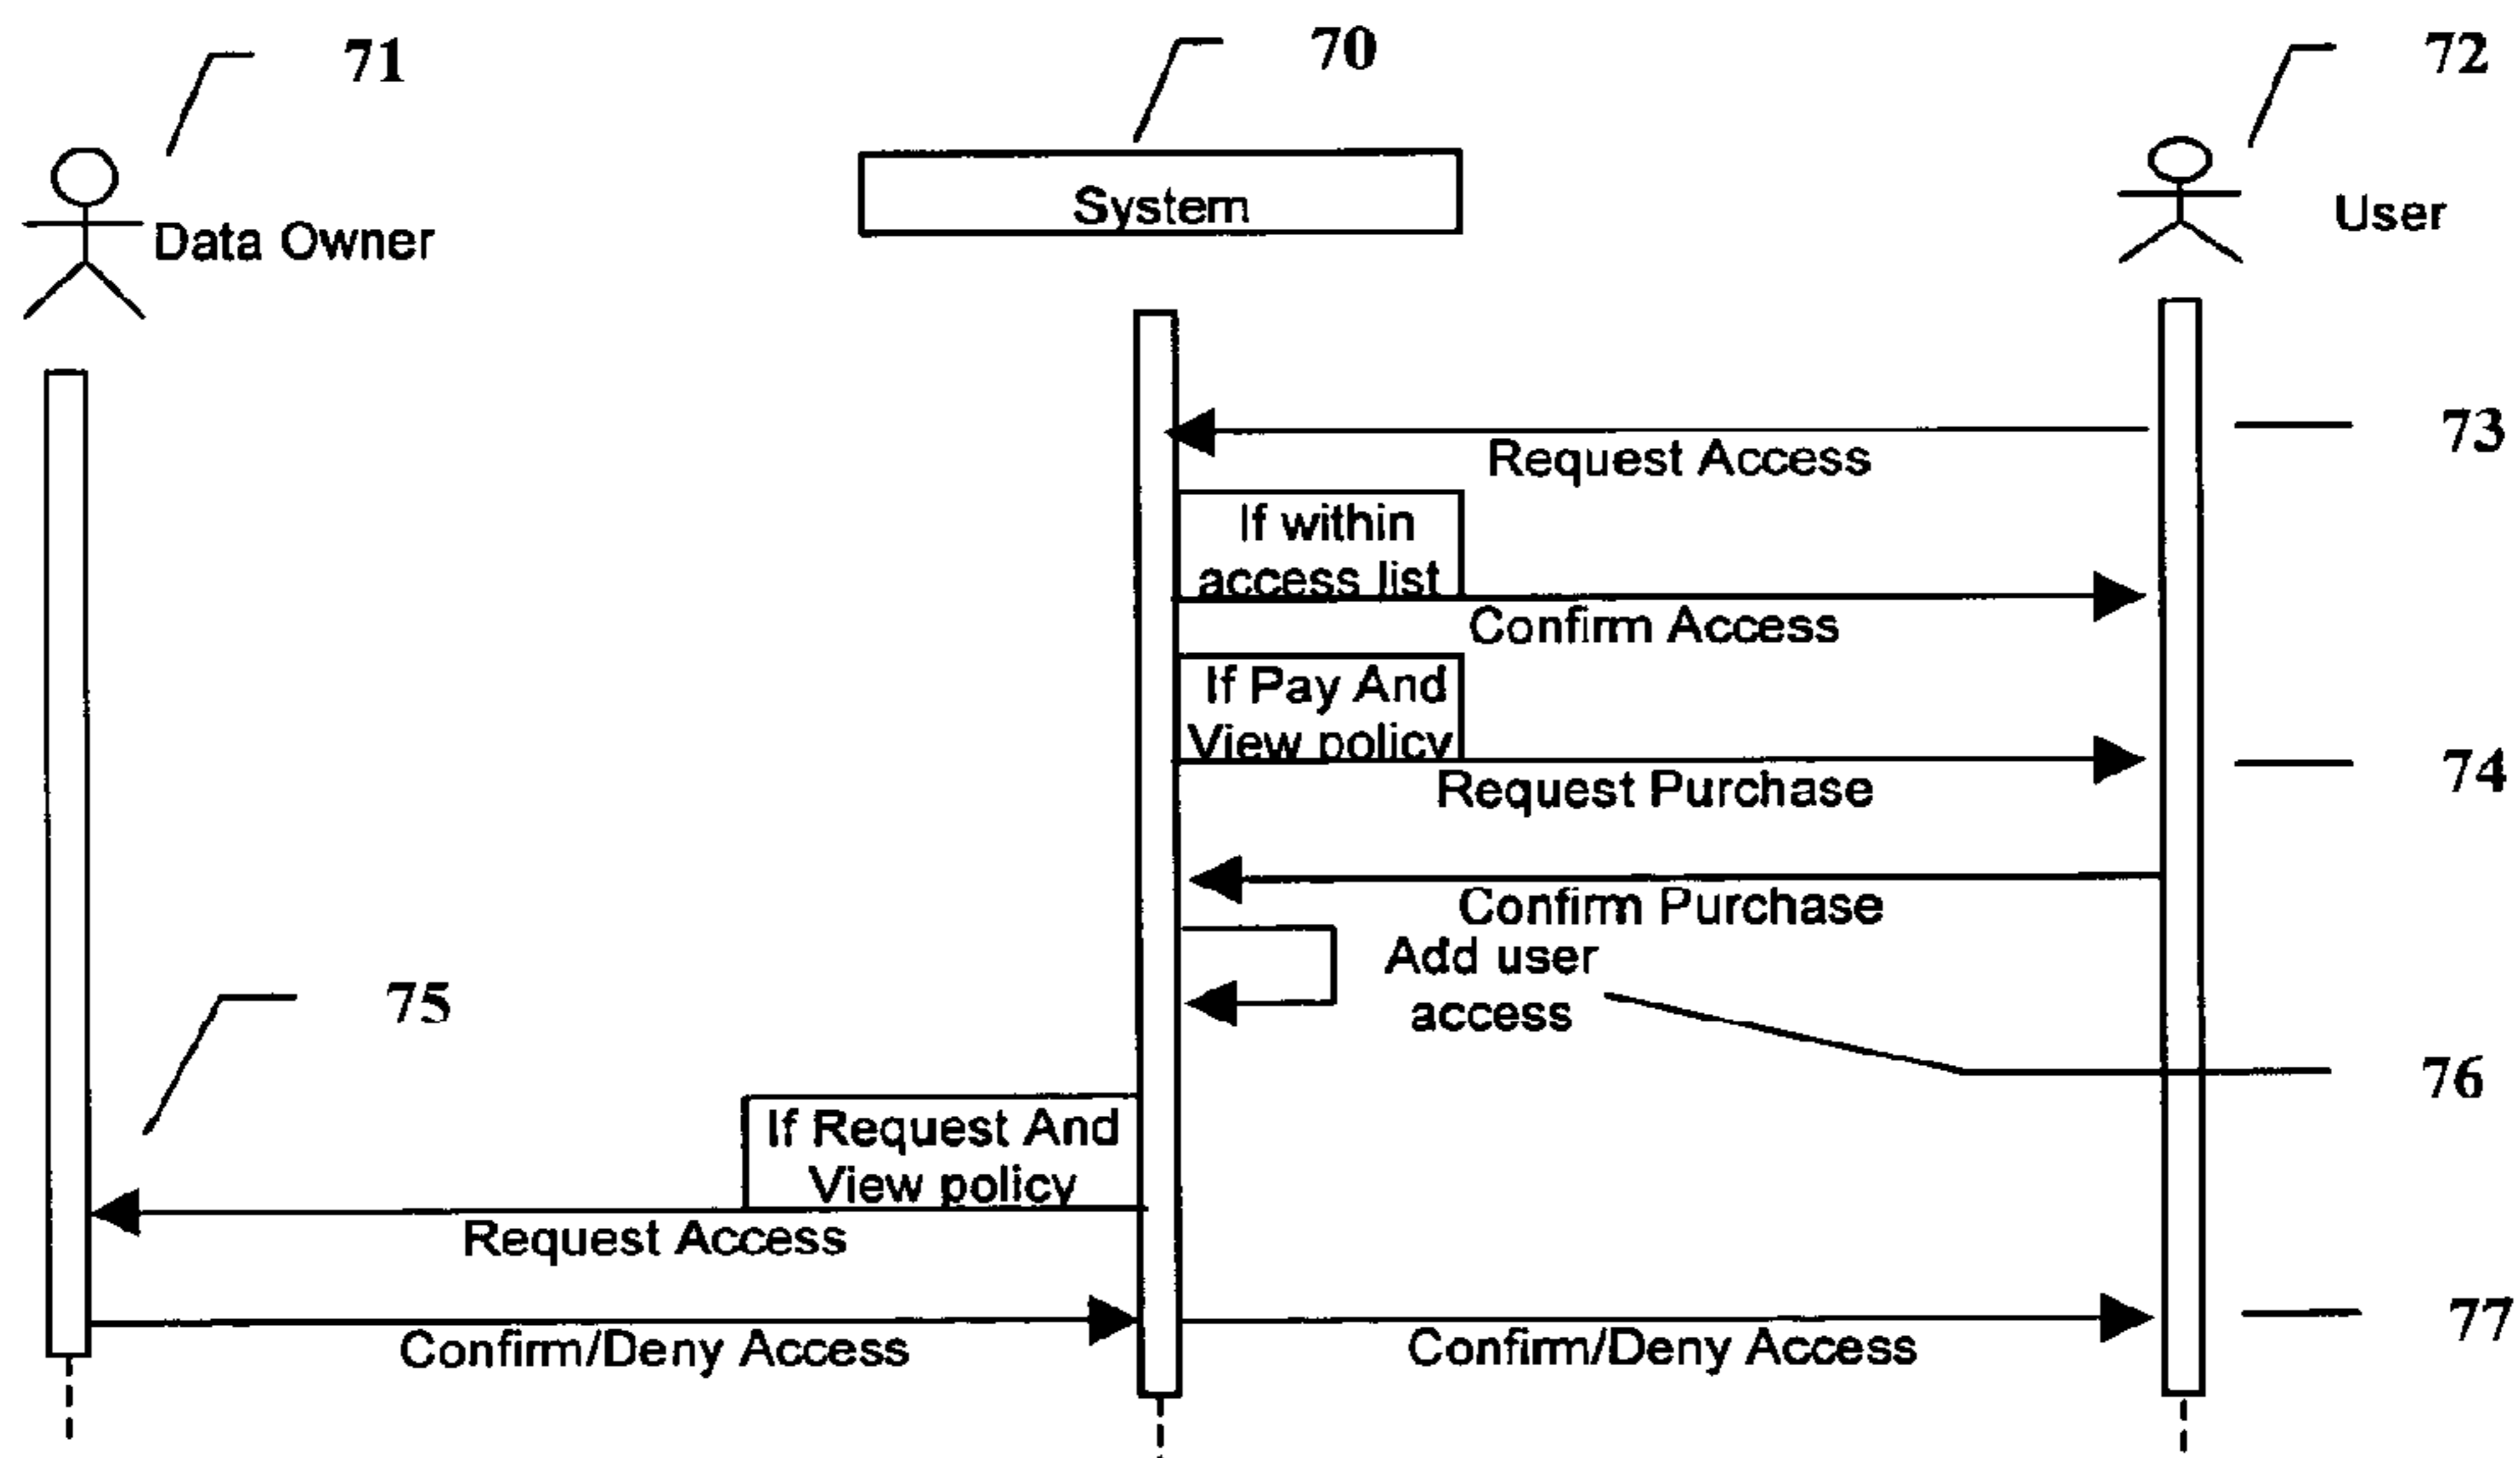 71
70
72
Data Owner
System
User
73
Request Access
If within
access list
Confirm Access
If Pay And
View policy
74
Request Purchase
Confirm Purchase
Add user
access
75
76
If Request And
View policy
Request Access
77
Confirm/Deny Access
Confirm/Deny Access